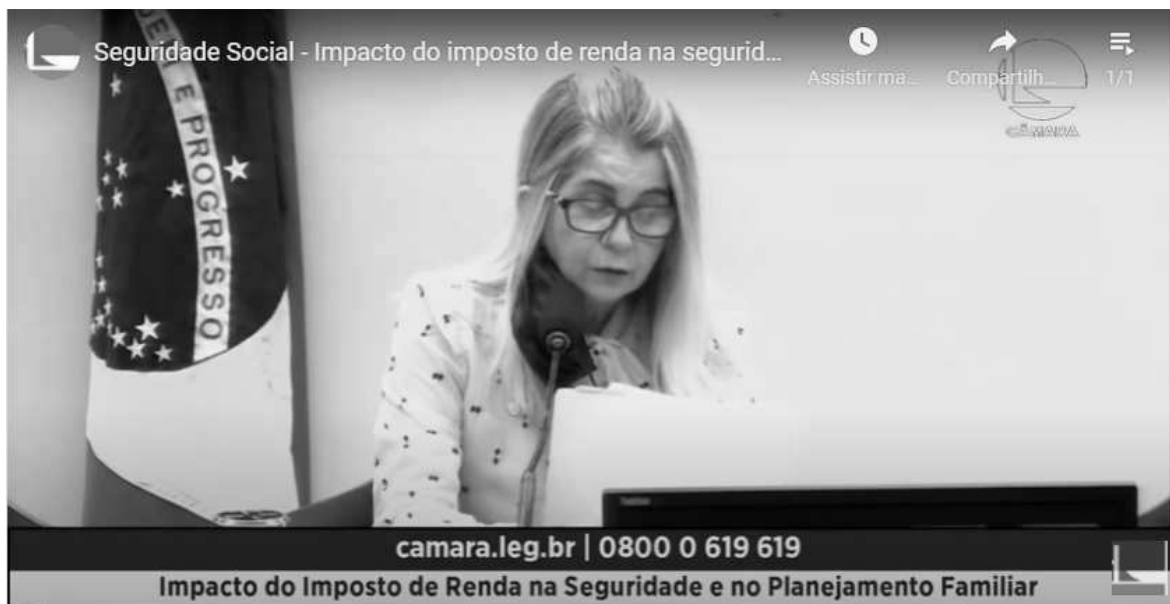 Seguridade Social - Impacto do imposto de renda na segurid...
Assistir ma...
Compartilh...
1/1
CÂMARA
E PROGRESSO
camara.leg.br | 0800 0 619 619
Impacto do Imposto de Renda na Seguridade e no Planejamento Familiar